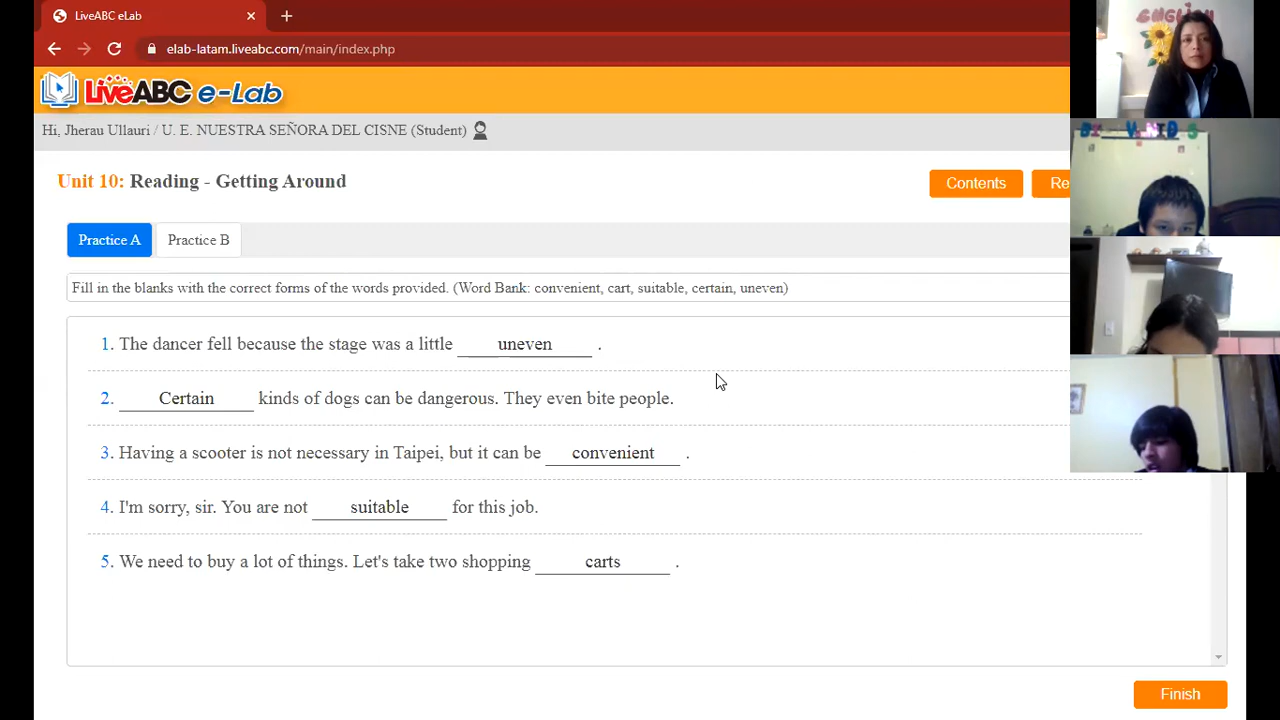 LiveABC eLab
elab-latam.liveabc.com/main/index.php
LiveABC e-Lab
Hi, Jherau Ullauri / U. E. NUESTRA SEÑORA DEL CISNE (Student)
Unit 10: Reading - Getting Around
Contents
Re
Practice A
Practice B
Fill in the blanks with the correct forms of the words provided. (Word Bank: convenient, cart, suitable, certain, uneven)
1. The dancer fell because the stage was a little uneven .
2. Certain kinds of dogs can be dangerous. They even bite people.
3. Having a scooter is not necessary in Taipei, but it can be convenient .
4. I'm sorry, sir. You are not suitable for this job.
5. We need to buy a lot of things. Let's take two shopping carts .
Finish
ENGLISH